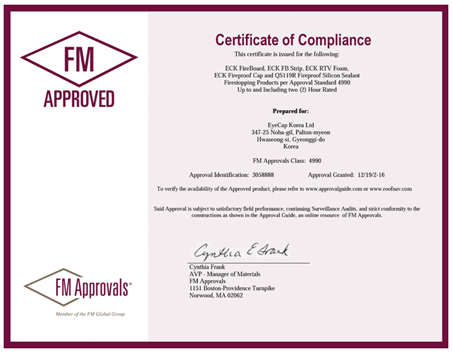 FM
APPROVED
Certificate of Compliance
This certificate is issued for the following:
ECK FireBoard, ECK FB Strip, ECK RTV Foam,
ECK Fireproof Cap and QS119R Fireproof Silicon Sealant
Firestopping Products per Approval Standard 4990
Up to and Including two (2) Hour Rated
Prepared for:
EyeCap Korea Ltd
347-25 Noha-gil, Palton-myeon
Hwaseong-si, Gyeonggi-do
Korea
FM Approvals Class: 4990
Approval Identification: 3058888 Approval Granted: 12/19/2-16
To verify the availability of the Approved product, please refer to www.approvalguide.com or www.roofnav.com
Said Approval is subject to satisfactory field performance, continuing Surveillance Audits, and strict conformity to the
constructions as shown in the Approval Guide, an online resource of FM Approvals.
Cynthia E Frank
Cynthia Frank
AVP - Manager of Materials
FM Approvals
1151 Boston-Providence Turnpike
Norwood, MA 02062
FM Approvals®
Member of the FM Global Group